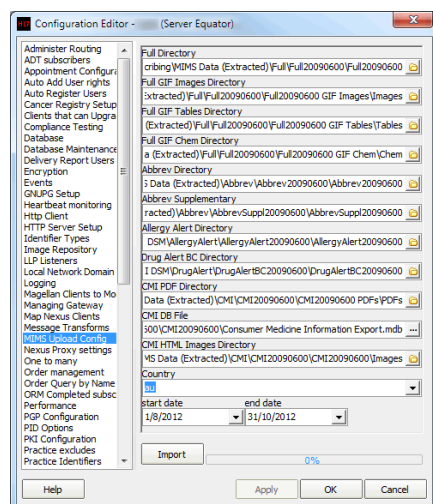 Configuration Editor - (Server Equator)
Administer Routing
ADT subscribers
Appointment Configura
Auto Add User rights
Auto Register Users
Cancer Registry Setup
Clients that can Upgra
Compliance Testing
Database
Database Maintenance
Delivery Report Users
Encryption
Events
GNUPG Setup
Heartbeat monitoring
Http Client
HTTP Server Setup
Identifier Types
Image Repository
LLP Listeners
Local Network Domain
Logging
Magellan Clients to Mo
Managing Gateway
Map Nexus Clients
Message Transforms
MIMS Upload Config
Nexus Proxy settings
One to many
Order management
Order Query by Name
ORM Completed subsc
Performance
PGP Configuration
PID Options
PKI Configuration
Practice excludes
Practice Identifiers
Full Directory
cribing\MIMS Data (Extracted)\Full\Full20090600\Full20090600
Full GIF Images Directory
Extracted)\Full\Full20090600\Full20090600 GIF Images\Images
Full GIF Tables Directory
(Extracted)\Full\Full20090600\Full20090600 GIF Tables\Tables
Full GIF Chem Directory
a (Extracted)\Full\Full20090600\Full20090600 GIF Chem\Chem
Abbrev Directory
Data (Extracted)\Abbrev\Abbrev20090600\Abbrev20090600
Abbrev Supplementary
racted)\Abbrev\AbbrevSuppl20090600\AbbrevSuppl20090600
Allergy Alert Directory
DSM\AllergyAlert\AllergyAlert20090600\AllergyAlert20090600
Drug Alert BC Directory
I DSM\DrugAlert\DrugAlertBC20090600\DrugAlertBC20090600
CMI PDF Directory
Data (Extracted)\CMI\CMI20090600\CMI20090600 PDFs\PDFs
CMI DB File
600\CMI20090600\Consumer Medicine Information Export.mdb ...
CMI HTML Images Directory
MS Data (Extracted)\CMI\CMI20090600\CMI20090600\Images
Country
au
start date end date
1/8/2012 31/10/2012
Import 0%
Help Apply OK Cancel